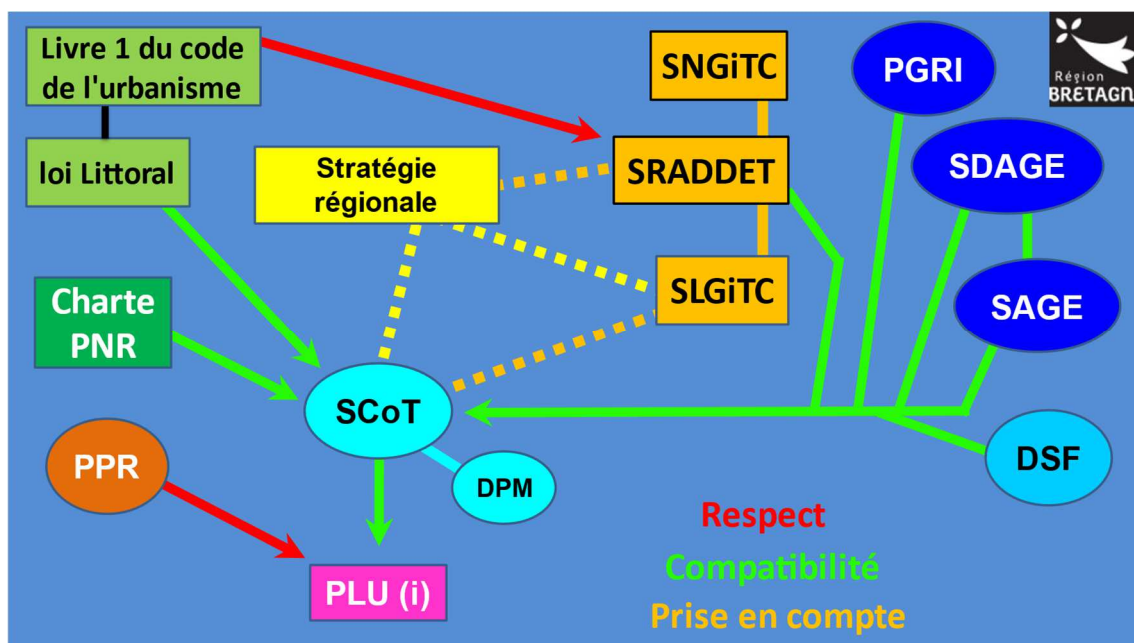 Livre 1 du code
de l'urbanisme
loi Littoral
Stratégie
régionale
SNGiTC
SRADDET
SLGiTC
PGRI
SDAGE
SAGE
DSF
Région
BRETAGN
Charte
PNR
SCoT
DPM
PPR
PLU (i)
Respect
Compatibilité
Prise en compte